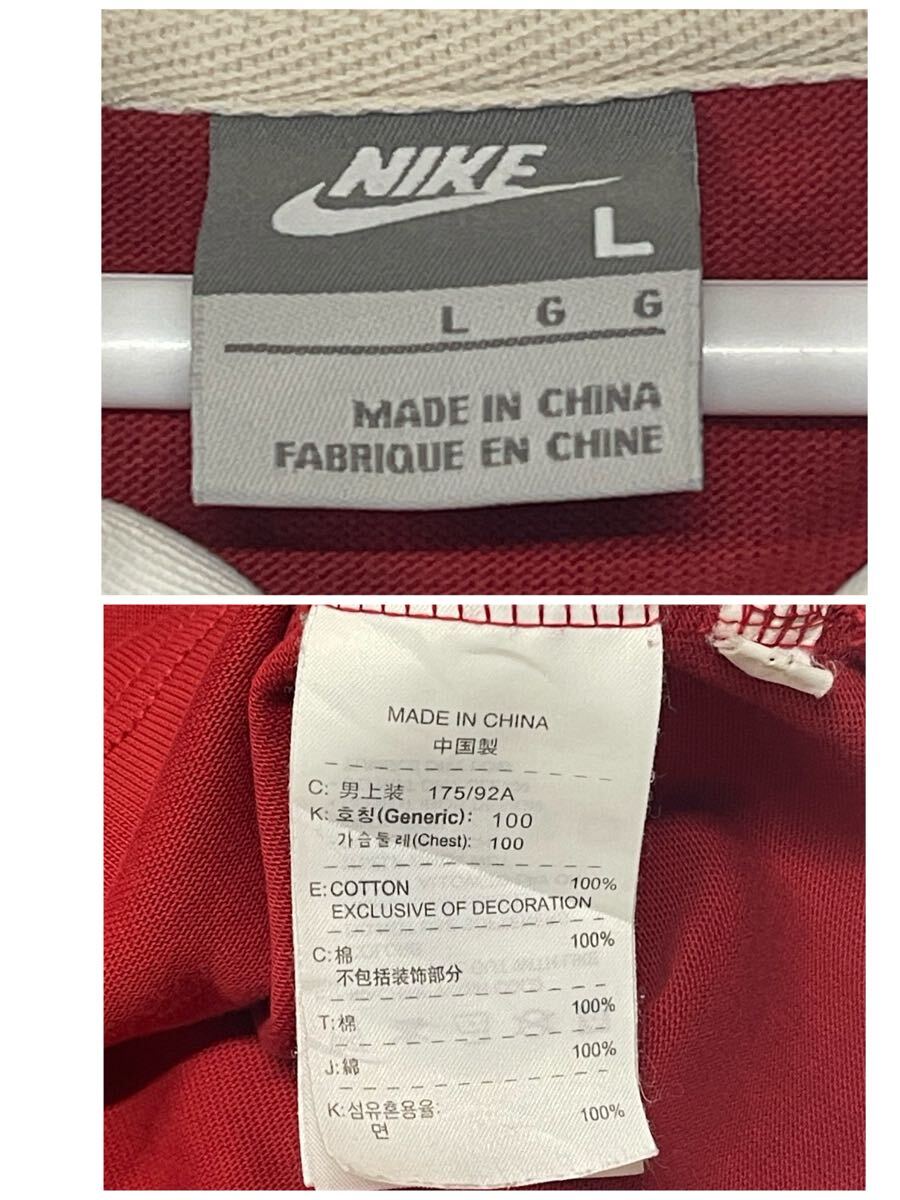 NIKE
L
L G G
MADE IN CHINA
FABRIQUE EN CHINE
MADE IN CHINA
中国製
C: 男上装 175/92A
K: 호칭(Generic): 100
가슴둘레(Chest): 100
E: COTTON 100%
EXCLUSIVE OF DECORATION
C: 棉 100%
不包括装饰部分
T: 棉 100%
J: 綿 100%
K: 섬유혼용율:
면 100%